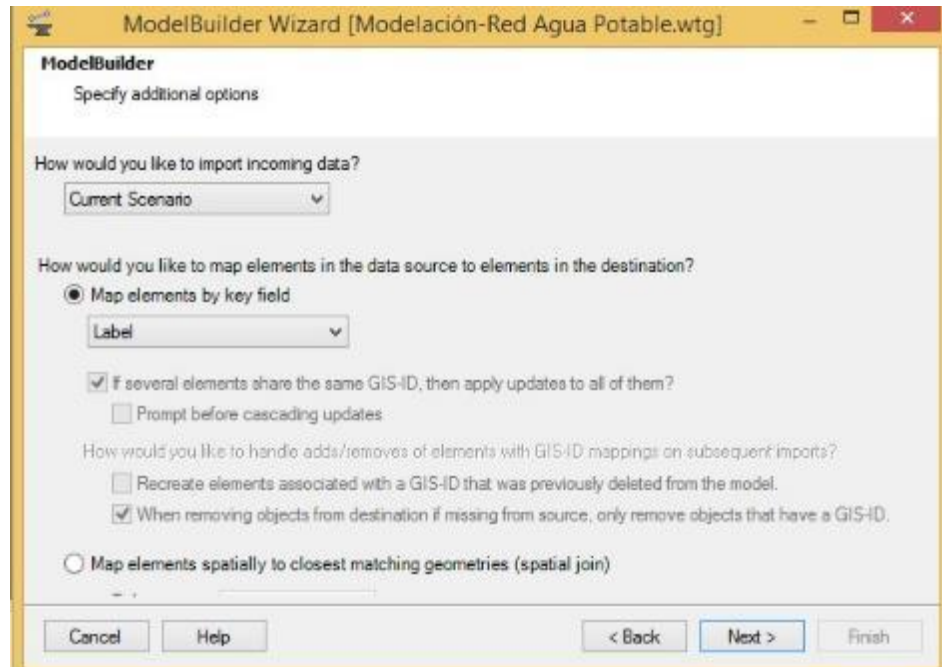 ModelBuilder Wizard [Modelación-Red Agua Potable.wtg]
ModelBuilder
Specify additional options
How would you like to import incoming data?
Current Scenario
How would you like to map elements in the data source to elements in the destination?
Map elements by key field
Label
If several elements share the same GIS-ID, then apply updates to all of them?
Prompt before cascading updates
How would you like to handle adds/removes of elements with GIS-ID mappings on subsequent imports?
Recreate elements associated with a GIS-ID that was previously deleted from the model.
When removing objects from destination if missing from source, only remove objects that have a GIS-ID.
Map elements spatially to closest matching geometries (spatial join)
Cancel Help < Back Next > Finish